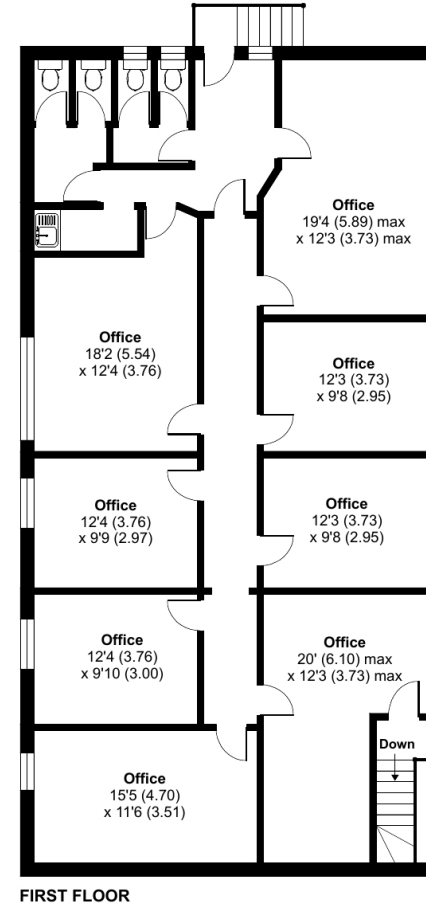 Office
19'4 (5.89) max
x 12'3 (3.73) max
Office
18'2 (5.54)
x 12'4 (3.76)
Office
12'3 (3.73)
x 9'8 (2.95)
Office
12'4 (3.76)
x 9'9 (2.97)
Office
12'3 (3.73)
x 9'8 (2.95)
Office
12'4 (3.76)
x 9'10 (3.00)
Office
20' (6.10) max
x 12'3 (3.73) max
Down
Office
15'5 (4.70)
x 11'6 (3.51)
FIRST FLOOR